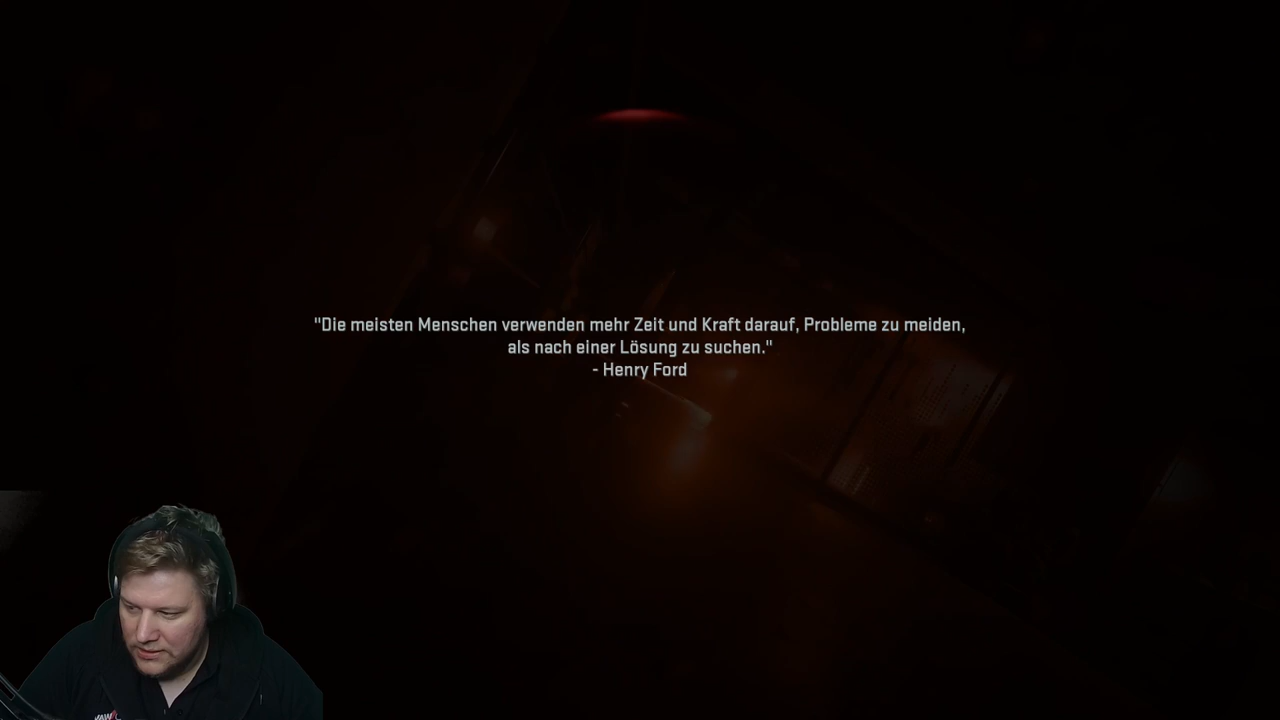 "Die meisten Menschen verwenden mehr Zeit und Kraft darauf, Probleme zu meiden,
als nach einer Lösung zu suchen."
- Henry Ford